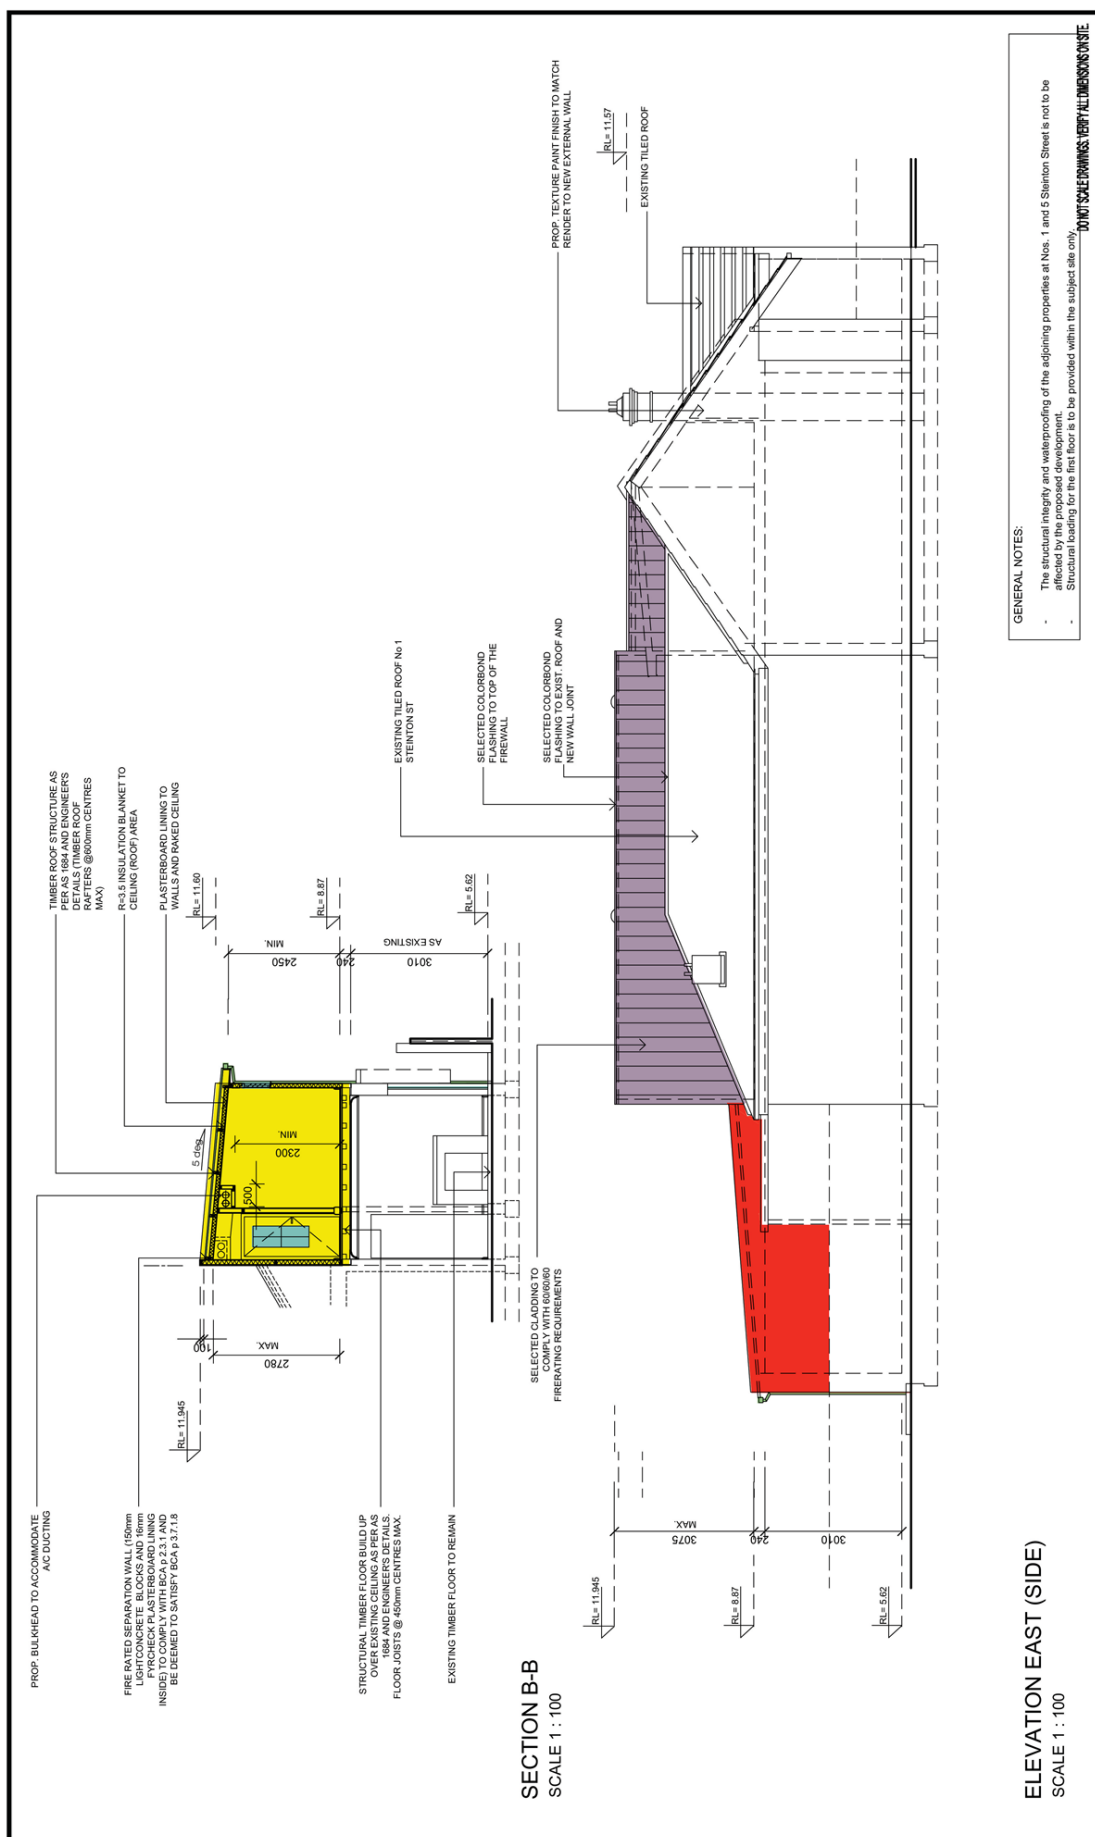 PROP. BULKHEAD TO ACCOMMODATE
A/C DUCTING
FIRE RATED SEPARATION WALL (150mm
LIGHTCONCRETE BLOCKS AND 16mm
FYRCHECK PLASTERBOARD LINING
INSIDE) TO COMPLY WITH BCA p 2.3.1 AND
BE DEEMED TO SATISFY BCA p 3.7.1.8
STRUCTURAL TIMBER FLOOR BUILD UP
OVER EXISTING CEILING AS PER AS
1684 AND ENGINEER'S DETAILS.
FLOOR JOISTS @ 450mm CENTRES MAX.
EXISTING TIMBER FLOOR TO REMAIN
RL= 11.945
100
2780
MAX.
5 deg
500
2300
MIN.
TIMBER ROOF STRUCTURE AS
PER AS 1684 AND ENGINEER'S
DETAILS (TIMBER ROOF
RAFTERS @600mm CENTRES
MAX)
R=3.5 INSULATION BLANKET TO
CEILING (ROOF) AREA
PLASTERBOARD LINING TO
WALLS AND RAKED CEILING
RL= 11.60
RL= 8.87
RL= 5.62
2450
MIN.
240
3010
AS EXISTING
SECTION B-B
SCALE 1 : 100
SELECTED CLADDING TO
COMPLY WITH 60/60/60
FIRERATING REQUIREMENTS
EXISTING TILED ROOF No 1
STEINTON ST
SELECTED COLORBOND
FLASHING TO TOP OF THE
FIREWALL
SELECTED COLORBOND
FLASHING TO EXIST. ROOF AND
NEW WALL JOINT
PROP. TEXTURE PAINT FINISH TO MATCH
RENDER TO NEW EXTERNAL WALL
EXISTING TILED ROOF
RL= 11.57
RL= 11.945
RL= 8.87
RL= 5.62
3075
MAX.
240
3010
ELEVATION EAST (SIDE)
SCALE 1 : 100
GENERAL NOTES:
- The structural integrity and waterproofing of the adjoining properties at Nos. 1 and 5 Steinton Street is not to be
affected by the proposed development.
- Structural loading for the first floor is to be provided within the subject site only.
DO NOT SCALE DRAWINGS. VERIFY ALL DIMENSIONS ON SITE.